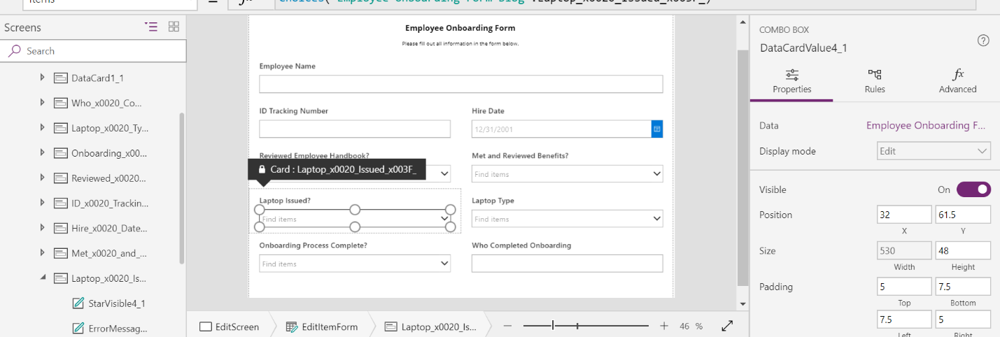 Items
=
fx
Choices('Employee Onboarding Form Blog'.Laptop_x0020_Issued_x003F_)
Screens
Search
DataCard1_1
Who_x0020_Co...
Laptop_x0020_Ty...
Onboarding_x00...
Reviewed_x0020...
ID_x0020_Trackin...
Hire_x0020_Date...
Met_x0020_and_...
Laptop_x0020_Is...
StarVisible4_1
ErrorMessag...
Employee Onboarding Form
Please fill out all information in the form below.
Employee Name
ID Tracking Number
Hire Date
12/31/2001
Reviewed Employee Handbook?
Met and Reviewed Benefits?
Card : Laptop_x0020_Issued_x003F_
Find items
Laptop Issued?
Laptop Type
Find items
Find items
Onboarding Process Complete?
Who Completed Onboarding
Find items
EditScreen
EditItemForm
Laptop_x0020_Is...
46 %
COMBO BOX
DataCardValue4_1
?
Properties
Rules
fx
Advanced
Data
Employee Onboarding F...
Display mode
Edit
Visible
On
Position
32
61.5
X
Y
Size
530
48
Width
Height
Padding
5
7.5
Top
Bottom
7.5
5
Left
Right